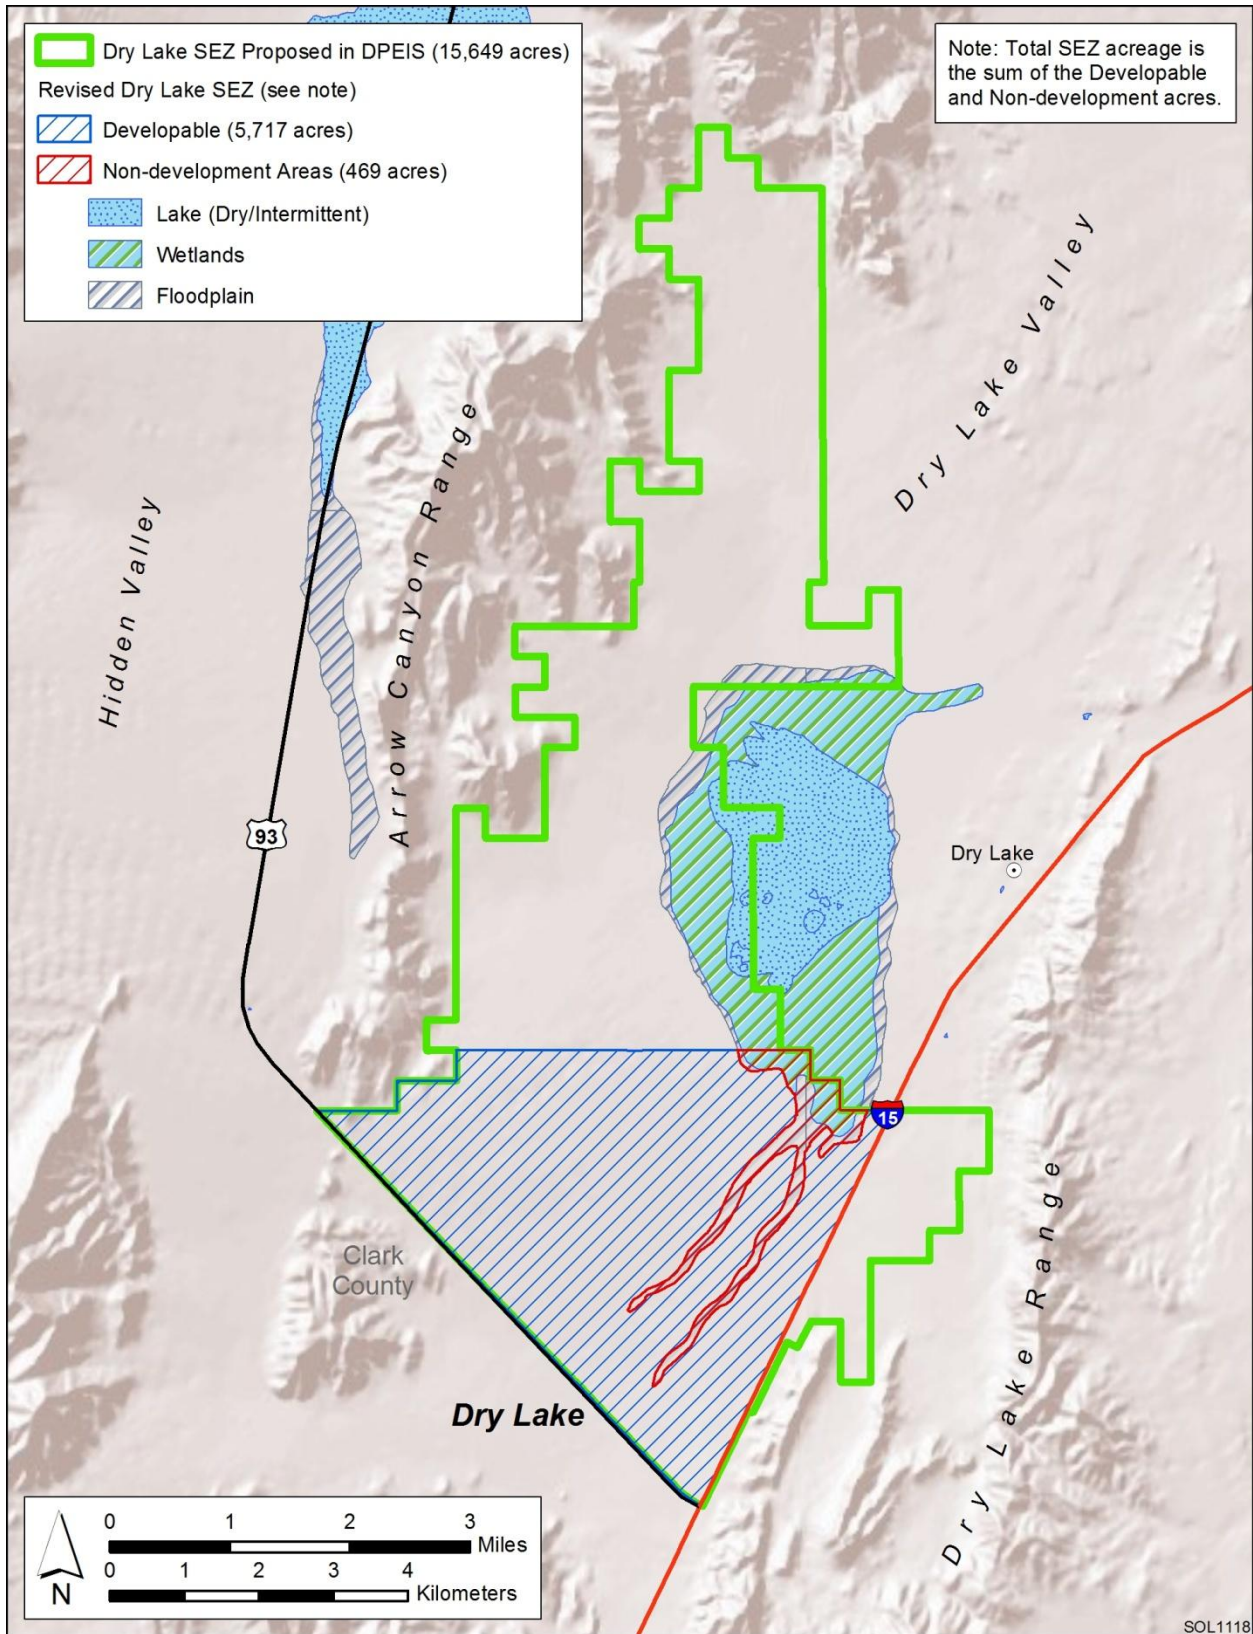 Dry Lake SEZ Proposed in DPEIS (15,649 acres)
Revised Dry Lake SEZ (see note)
Developable (5,717 acres)
Non-development Areas (469 acres)
Lake (Dry/Intermittent)
Wetlands
Floodplain
Note: Total SEZ acreage is
the sum of the Developable
and Non-development acres.
Dry Lake Valley
Arrow Canyon Range
Hidden Valley
93
Dry Lake
15
Clark
County
Dry Lake Range
Dry Lake
0 1 2 3
Miles
0 1 2 3 4
Kilometers
N
SOL1118